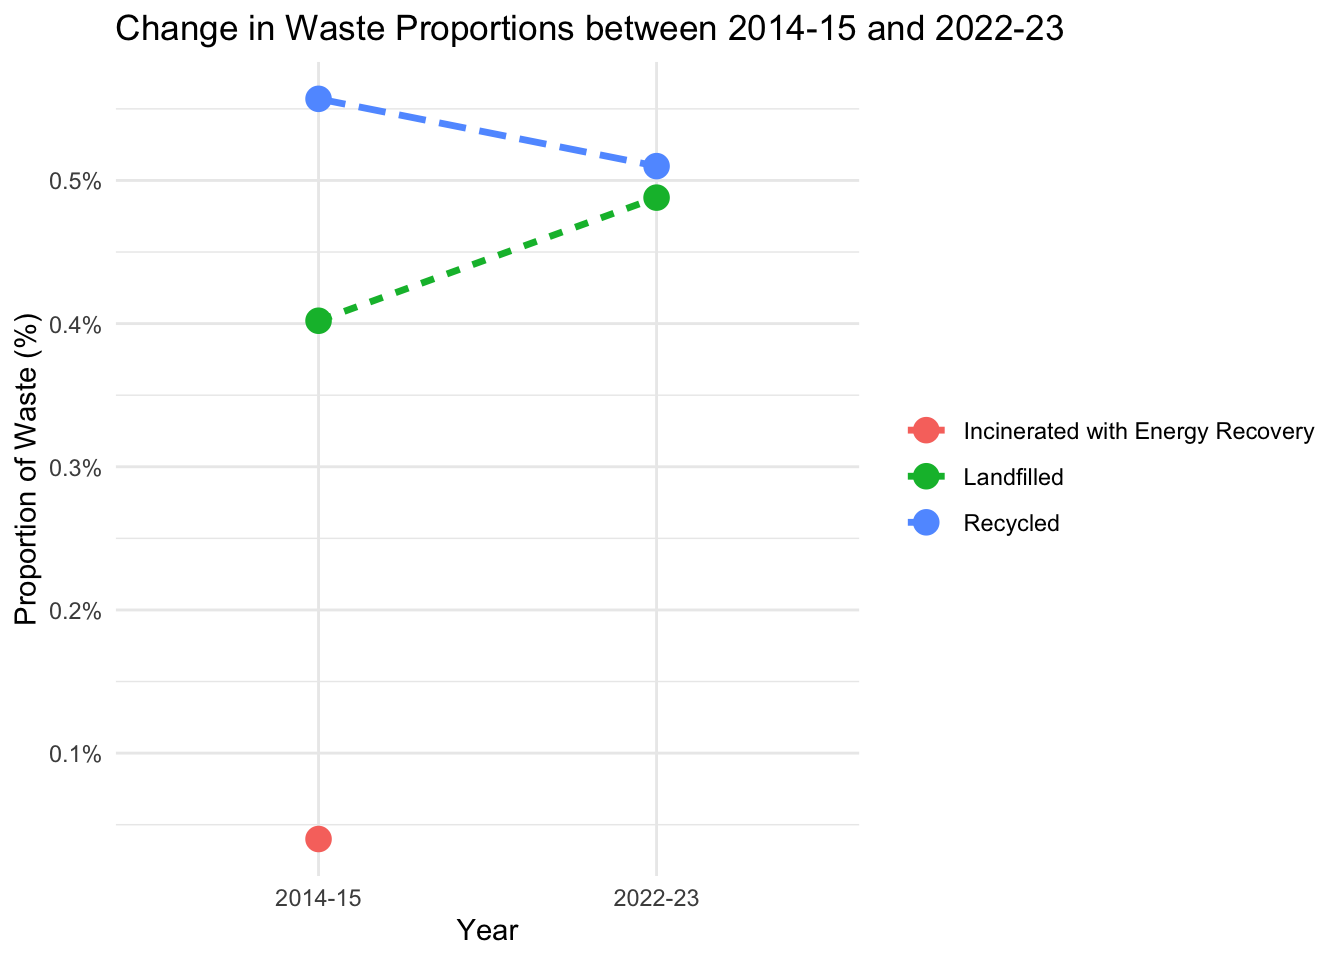 Change in Waste Proportions between 2014-15 and 2022-23
Proportion of Waste (%)
0.5%
0.4%
0.3%
0.2%
0.1%
2014-15
2022-23
Year
Incinerated with Energy Recovery
Landfilled
Recycled